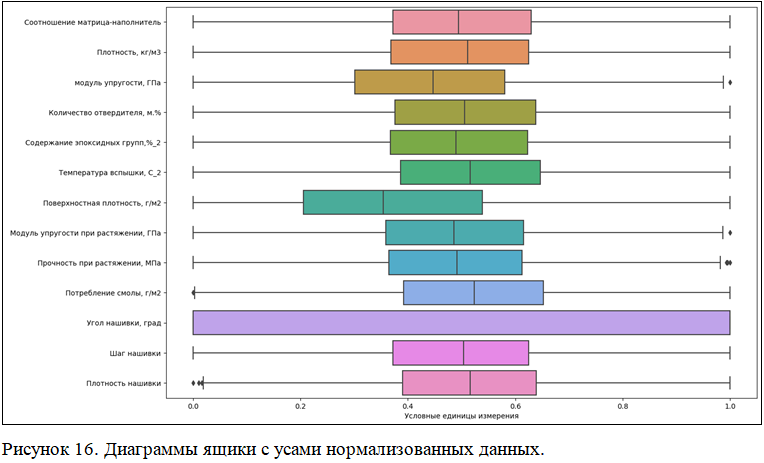 Соотношение матрица-наполнитель
Плотность, кг/м3
модуль упругости, ГПа
Количество отвердителя, м.%
Содержание эпоксидных групп,%_2
Температура вспышки, С_2
Поверхностная плотность, г/м2
Модуль упругости при растяжении, ГПа
Прочность при растяжении, МПа
Потребление смолы, г/м2
Угол нашивки, град
Шаг нашивки
Плотность нашивки
0.0 0.2 0.4 0.6 0.8 1.0
Условные единицы измерения
Рисунок 16. Диаграммы ящики с усами нормализованных данных.